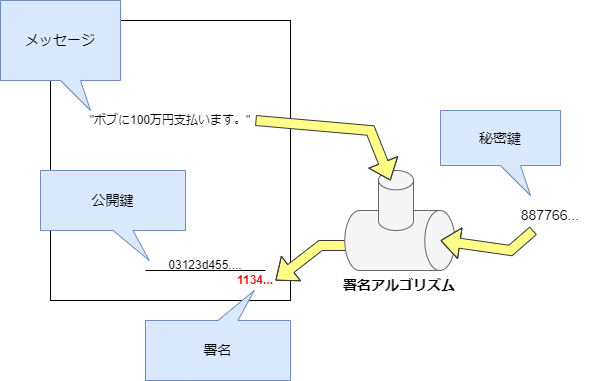 メッセージ
"ボブに100万円支払います。"
秘密鍵
公開鍵
887766...
03123d455....
1134...
署名アルゴリズム
署名